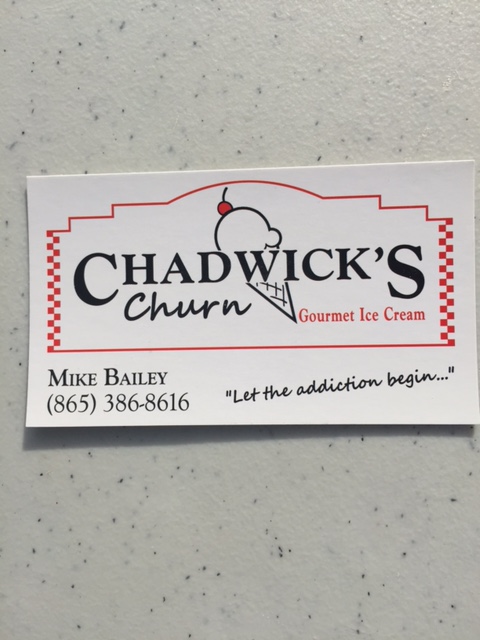 CHADWICK'S
Churn
Gourmet Ice Cream
MIKE BAILEY
(865) 386-8616
"Let the addiction begin..."